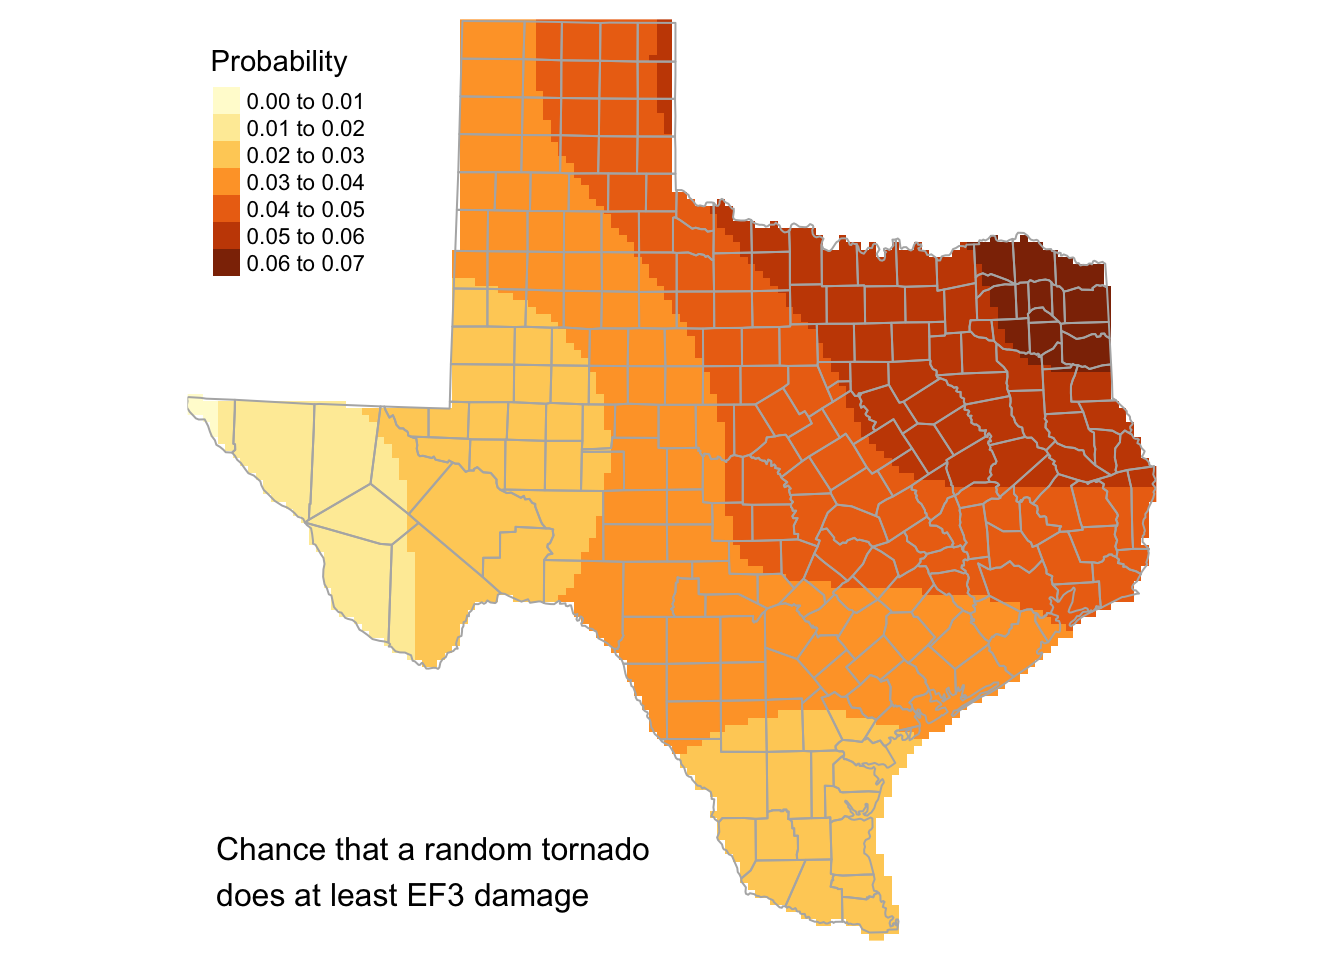 Probability
0.00 to 0.01
0.01 to 0.02
0.02 to 0.03
0.03 to 0.04
0.04 to 0.05
0.05 to 0.06
0.06 to 0.07
Chance that a random tornado
does at least EF3 damage